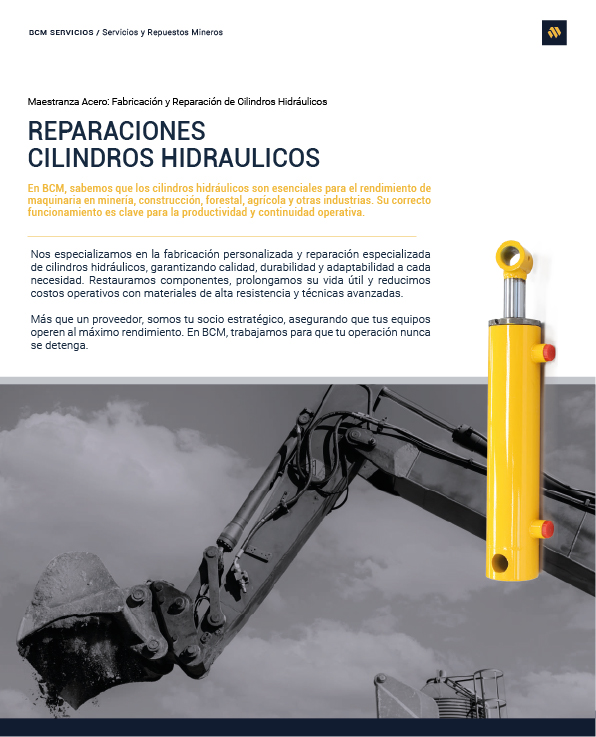 BCM SERVICIOS / Servicios y Repuestos Mineros
Maestranza Acero: Fabricación y Reparación de Cilindros Hidráulicos
REPARACIONES
CILINDROS HIDRAULICOS
En BCM, sabemos que los cilindros hidráulicos son esenciales para el rendimiento de
maquinaria en minería, construcción, forestal, agrícola y otras industrias. Su correcto
funcionamiento es clave para la productividad y continuidad operativa.
Nos especializamos en la fabricación personalizada y reparación especializada
de cilindros hidráulicos, garantizando calidad, durabilidad y adaptabilidad a cada
necesidad. Restauramos componentes, prolongamos su vida útil y reducimos
costos operativos con materiales de alta resistencia y técnicas avanzadas.
Más que un proveedor, somos tu socio estratégico, asegurando que tus equipos
operen al máximo rendimiento. En BCM, trabajamos para que tu operación nunca
se detenga.